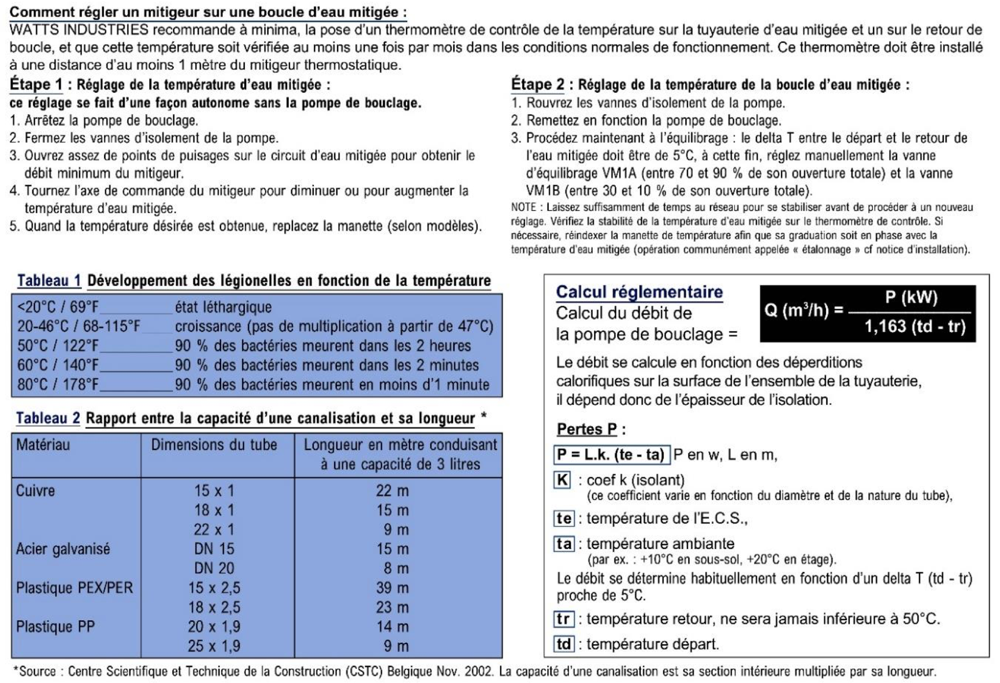 Comment régler un mitigeur sur une boucle d'eau mitigée :
WATTS INDUSTRIES recommande à minima, la pose d'un thermomètre de contrôle de la température sur la tuyauterie d'eau mitigée et un sur le retour de
boucle, et que cette température soit vérifiée au moins une fois par mois dans les conditions normales de fonctionnement. Ce thermomètre doit être installé
à une distance d'au moins 1 mètre du mitigeur thermostatique.
Étape 1 : Réglage de la température d'eau mitigée :
ce réglage se fait d'une façon autonome sans la pompe de bouclage.
1. Arrêtez la pompe de bouclage.
2. Fermez les vannes d'isolement de la pompe.
3. Ouvrez assez de points de puisages sur le circuit d'eau mitigée pour obtenir le
débit minimum du mitigeur.
4. Tournez l'axe de commande du mitigeur pour diminuer ou pour augmenter la
température d'eau mitigée.
5. Quand la température désirée est obtenue, replacez la manette (selon modèles).
Étape 2 : Réglage de la température de la boucle d'eau mitigée :
1. Rouvrez les vannes d'isolement de la pompe.
2. Remettez en fonction la pompe de bouclage.
3. Procédez maintenant à l'équilibrage : le delta T entre le départ et le retour de
l'eau mitigée doit être de 5°C, à cette fin, réglez manuellement la vanne
d'équilibrage VM1A (entre 70 et 90 % de son ouverture totale) et la vanne
VM1B (entre 30 et 10 % de son ouverture totale).
NOTE : Laissez suffisamment de temps au réseau pour se stabiliser avant de procéder à un nouveau
réglage. Vérifiez la stabilité de la température d'eau mitigée sur le thermomètre de contrôle. Si
nécessaire, réindexer la manette de température afin que sa graduation soit en phase avec la
température d'eau mitigée (opération communément appelée « étalonnage » cf notice d'installation).
Tableau 1 Développement des légionelles en fonction de la température
<20°C / 69°F__________ état léthargique
20-46°C / 68-115°F____ croissance (pas de multiplication à partir de 47°C)
50°C / 122°F__________ 90 % des bactéries meurent dans les 2 heures
60°C / 140°F__________ 90 % des bactéries meurent dans les 2 minutes
80°C / 178°F__________ 90 % des bactéries meurent en moins d'1 minute
Tableau 2 Rapport entre la capacité d'une canalisation et sa longueur *
Matériau Dimensions du tube Longueur en mètre conduisant
à une capacité de 3 litres
Cuivre 15 x 1 22 m
18 x 1 15 m
22 x 1 9 m
Acier galvanisé DN 15 15 m
DN 20 8 m
Plastique PEX/PER 15 x 2,5 39 m
18 x 2,5 23 m
Plastique PP 20 x 1,9 14 m
25 x 1,9 9 m
Calcul réglementaire
Calcul du débit de
la pompe de bouclage =
P (kW)
Q (m³/h) =
1,163 (td - tr)
Le débit se calcule en fonction des déperditions
calorifiques sur la surface de l'ensemble de la tuyauterie,
il dépend donc de l'épaisseur de l'isolation.
Pertes P :
P = L.k. (te - ta) P en w, L en m,
K : coef k (isolant)
(ce coefficient varie en fonction du diamètre et de la nature du tube),
te : température de l'E.C.S.,
ta : température ambiante
(par ex. : +10°C en sous-sol, +20°C en étage).
Le débit se détermine habituellement en fonction d'un delta T (td - tr)
proche de 5°C.
tr : température retour, ne sera jamais inférieure à 50°C.
td : température départ.
*Source : Centre Scientifique et Technique de la Construction (CSTC) Belgique Nov. 2002. La capacité d'une canalisation est sa section intérieure multipliée par sa longueur.